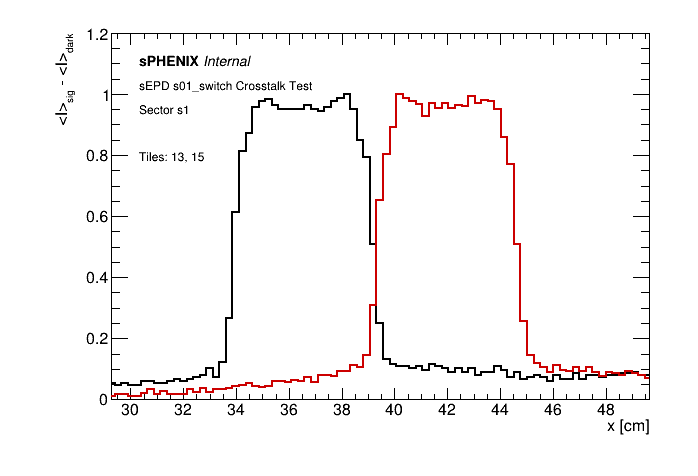 1.2
1
0.8
0.6
0.4
0.2
0
<I>sig - <I>dark
sPHENIX Internal
sEPD s01_switch Crosstalk Test
Sector s1
Tiles: 13, 15
30 32 34 36 38 40 42 44 46 48
x [cm]